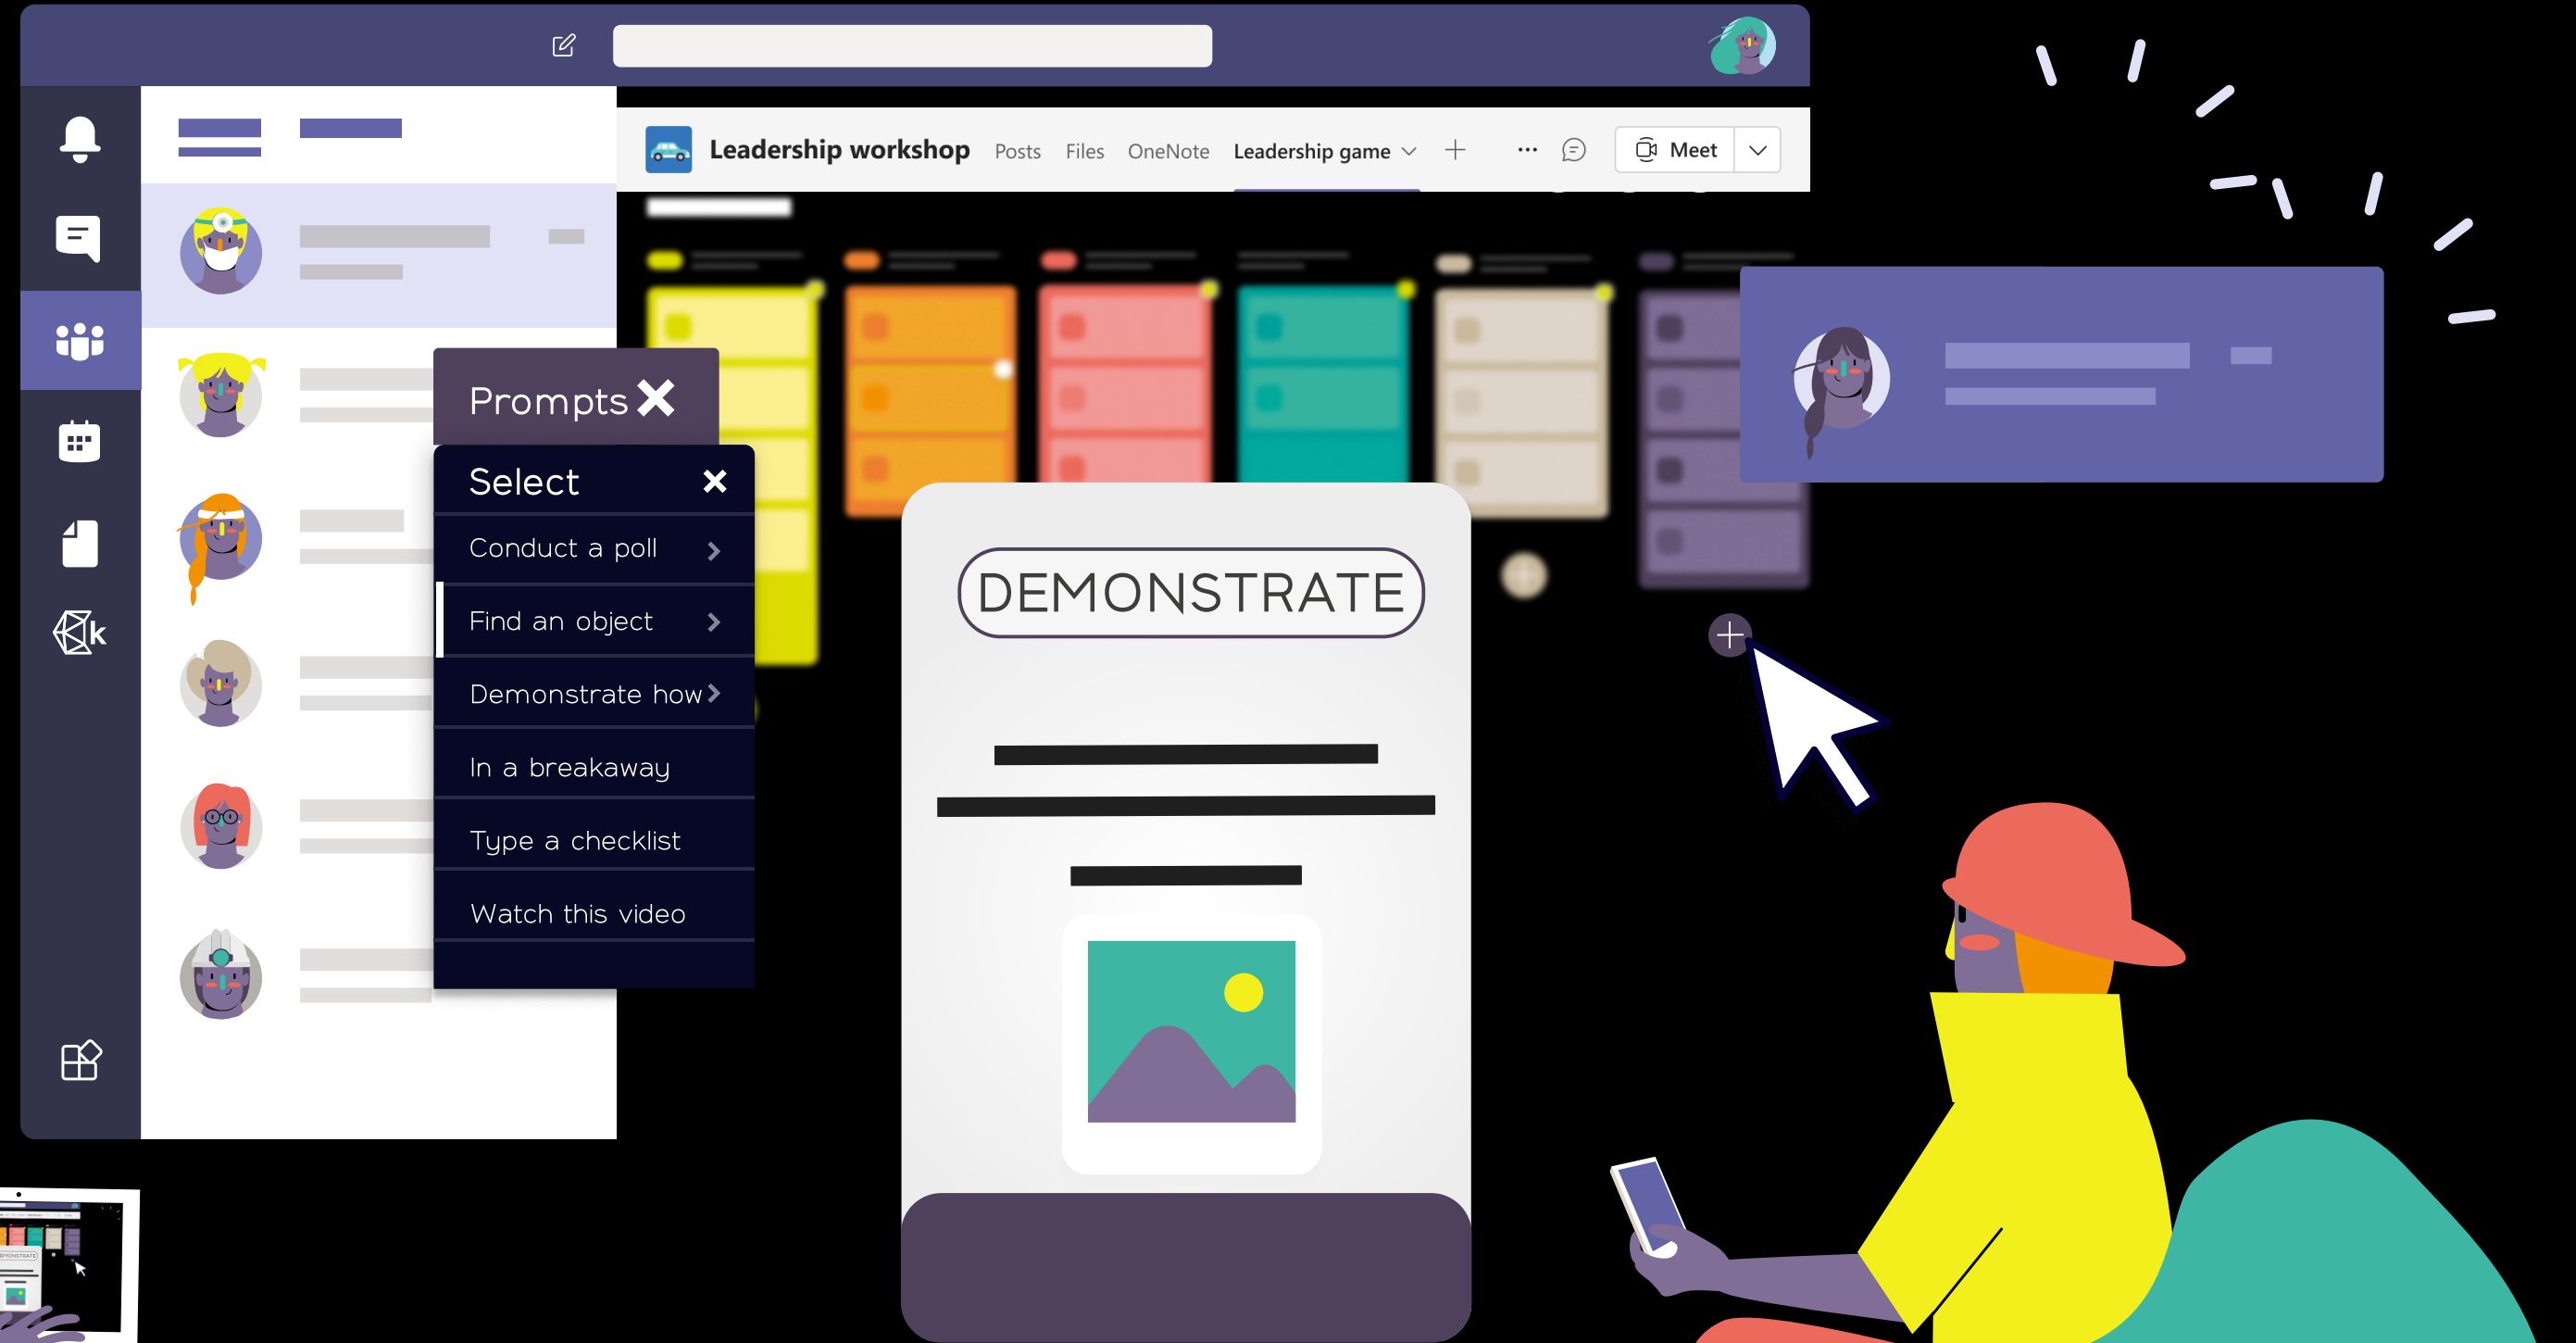 Leadership workshop Posts Files OneNote Leadership game Meet
Prompts
Select
Conduct a poll
Find an object
Demonstrate how
In a breakaway
Type a checklist
Watch this video
DEMONSTRATE
k
DEMONSTRATE